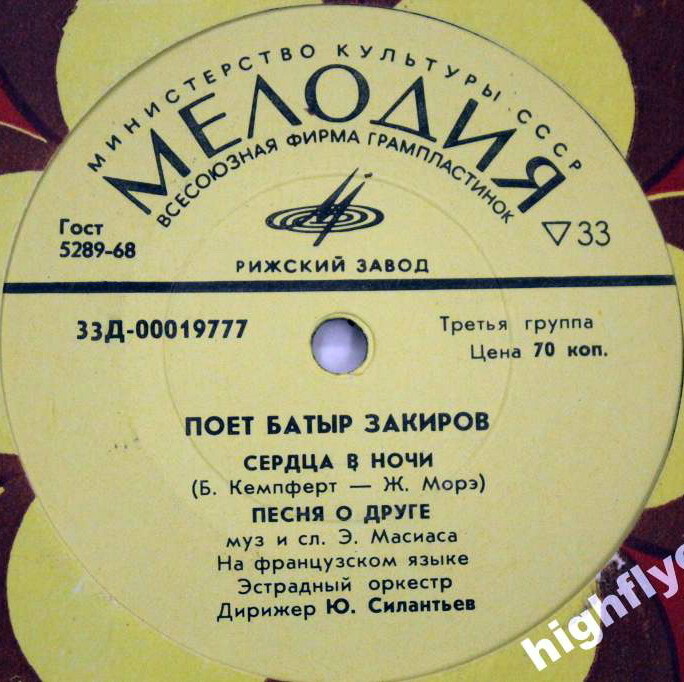 МИНИСТЕРСТВО КУЛЬТУРЫ СССР
МЕЛОДИЯ
ВСЕСОЮЗНАЯ ФИРМА ГРАМПЛАСТИНОК
Гост
5289-68
▽33
РИЖСКИЙ ЗАВОД
33Д-00019777
Третья группа
Цена 70 коп.
ПОЕТ БАТЫР ЗАКИРОВ
СЕРДЦА В НОЧИ
(Б. Кемпферт — Ж. Морэ)
ПЕСНЯ О ДРУГЕ
муз и сл. Э. Масиаса
На французском языке
Эстрадный оркестр
Дирижер Ю. Силантьев